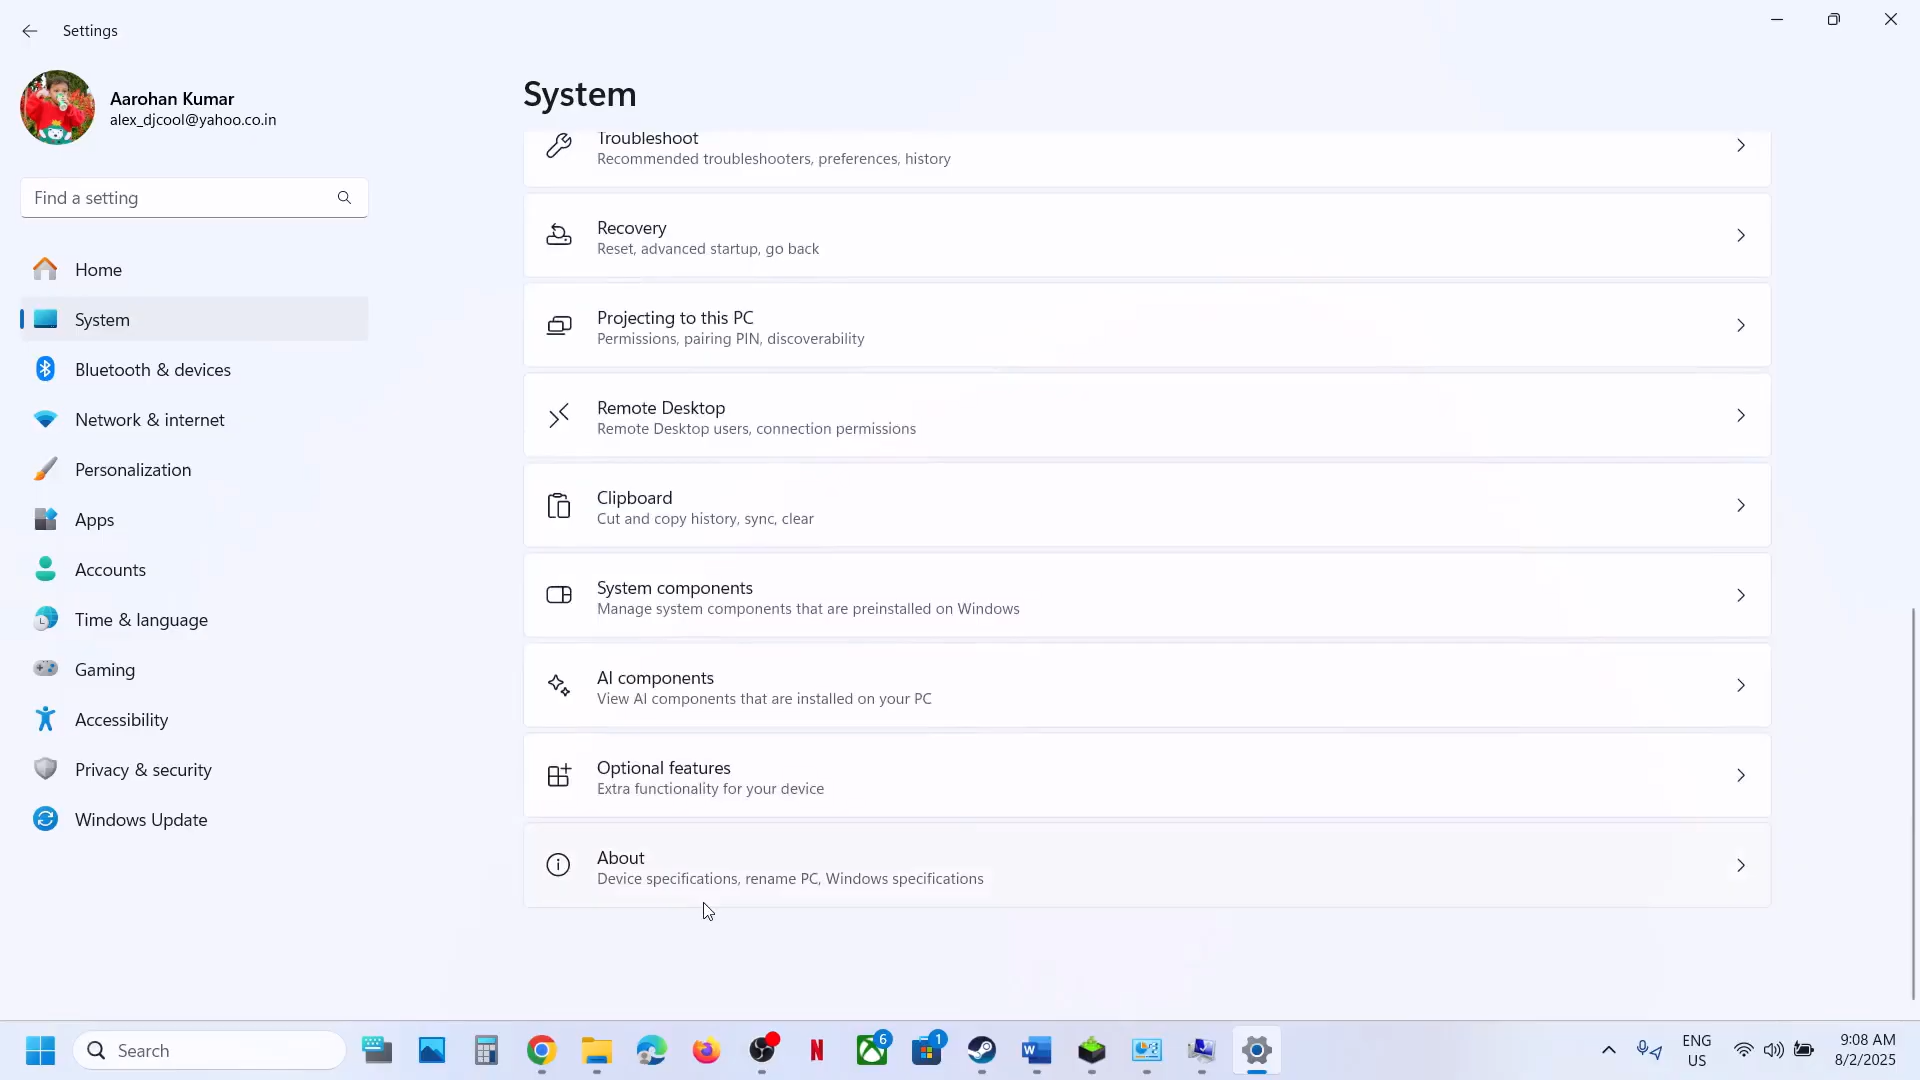 Settings
Aarohan Kumar
alex_djcool@yahoo.co.in
Find a setting
Home
System
Bluetooth & devices
Network & internet
Personalization
Apps
Accounts
Time & language
Gaming
Accessibility
Privacy & security
Windows Update
System
Troubleshoot
Recommended troubleshooters, preferences, history
Recovery
Reset, advanced startup, go back
Projecting to this PC
Permissions, pairing PIN, discoverability
Remote Desktop
Remote Desktop users, connection permissions
Clipboard
Cut and copy history, sync, clear
System components
Manage system components that are preinstalled on Windows
AI components
View AI components that are installed on your PC
Optional features
Extra functionality for your device
About
Device specifications, rename PC, Windows specifications
Search
N
6
1
W
ENG
US
9:08 AM
8/2/2025